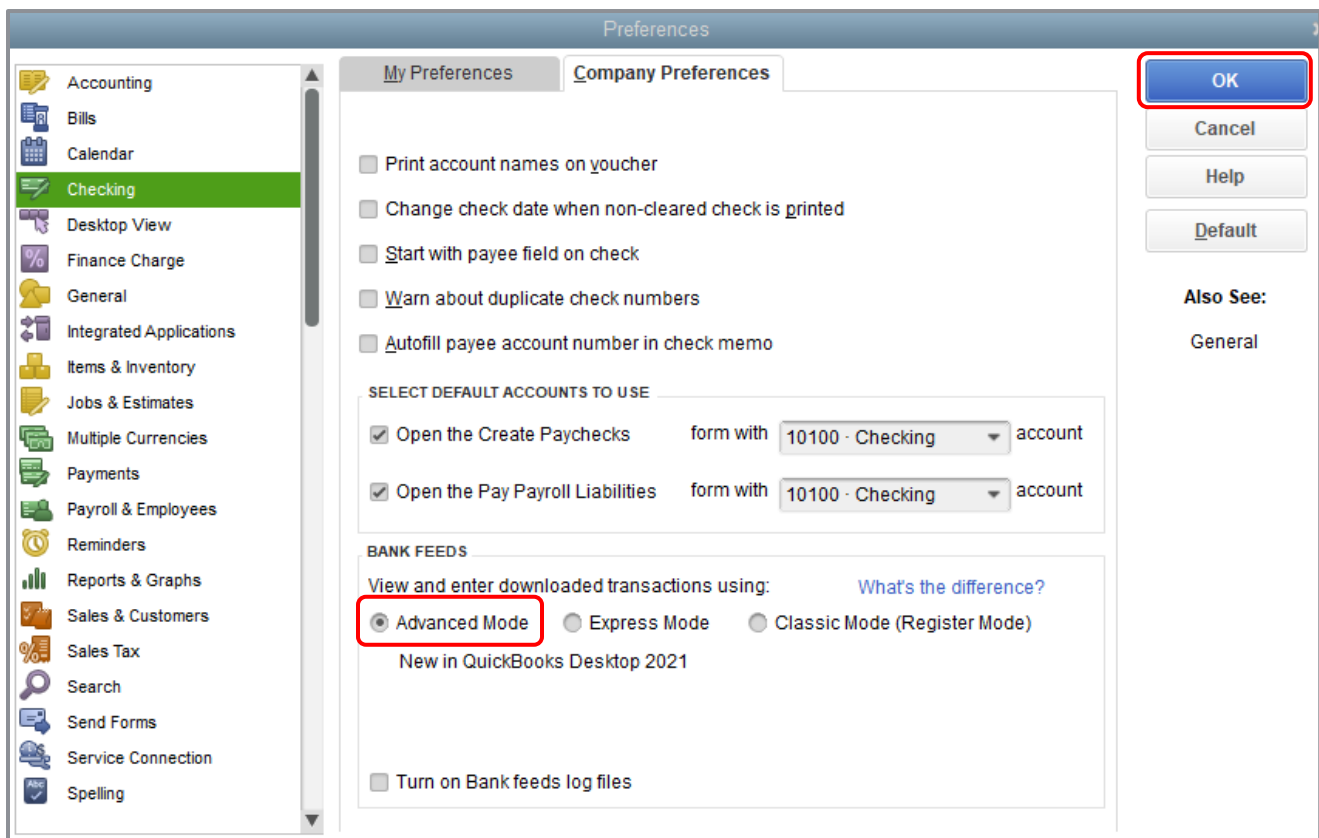 Preferences
Accounting
Bills
Calendar
Checking
Desktop View
Finance Charge
General
Integrated Applications
Items & Inventory
Jobs & Estimates
Multiple Currencies
Payments
Payroll & Employees
Reminders
Reports & Graphs
Sales & Customers
Sales Tax
Search
Send Forms
Service Connection
Spelling
My Preferences
Company Preferences
Print account names on voucher
Change check date when non-cleared check is printed
Start with payee field on check
Warn about duplicate check numbers
Autofill payee account number in check memo
SELECT DEFAULT ACCOUNTS TO USE
Open the Create Paychecks form with 10100 · Checking account
Open the Pay Payroll Liabilities form with 10100 · Checking account
BANK FEEDS
View and enter downloaded transactions using: What's the difference?
Advanced Mode Express Mode Classic Mode (Register Mode)
New in QuickBooks Desktop 2021
Turn on Bank feeds log files
OK
Cancel
Help
Default
Also See:
General